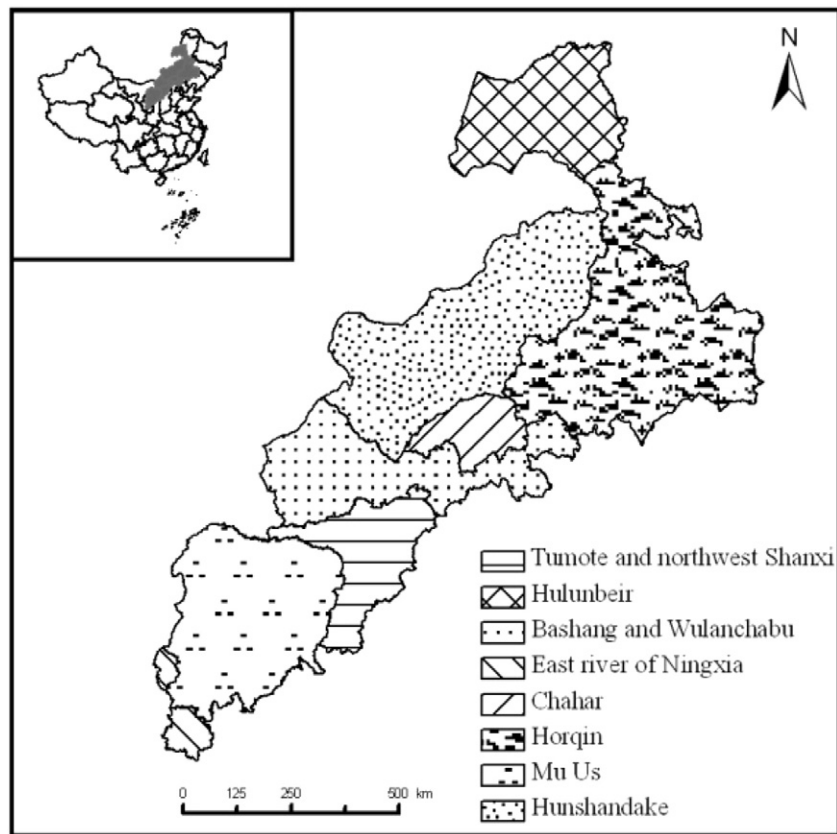 N
Tumote and northwest Shanxi
Hulunbeir
Bashang and Wulanchabu
East river of Ningxia
Chahar
Horqin
Mu Us
Hunshandake
0 125 250 500 km